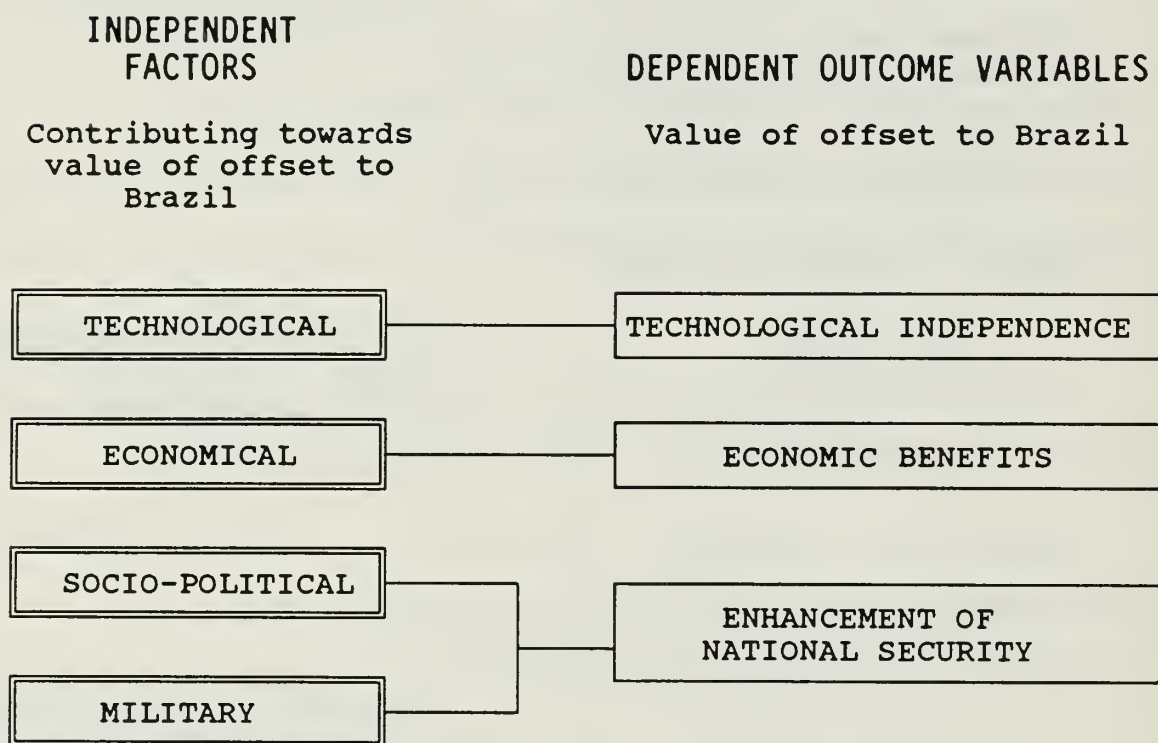 INDEPENDENT
FACTORS
Contributing towards
value of offset to
Brazil
DEPENDENT OUTCOME VARIABLES
Value of offset to Brazil
TECHNOLOGICAL
TECHNOLOGICAL INDEPENDENCE
ECONOMICAL
ECONOMIC BENEFITS
SOCIO-POLITICAL
MILITARY
ENHANCEMENT OF
NATIONAL SECURITY